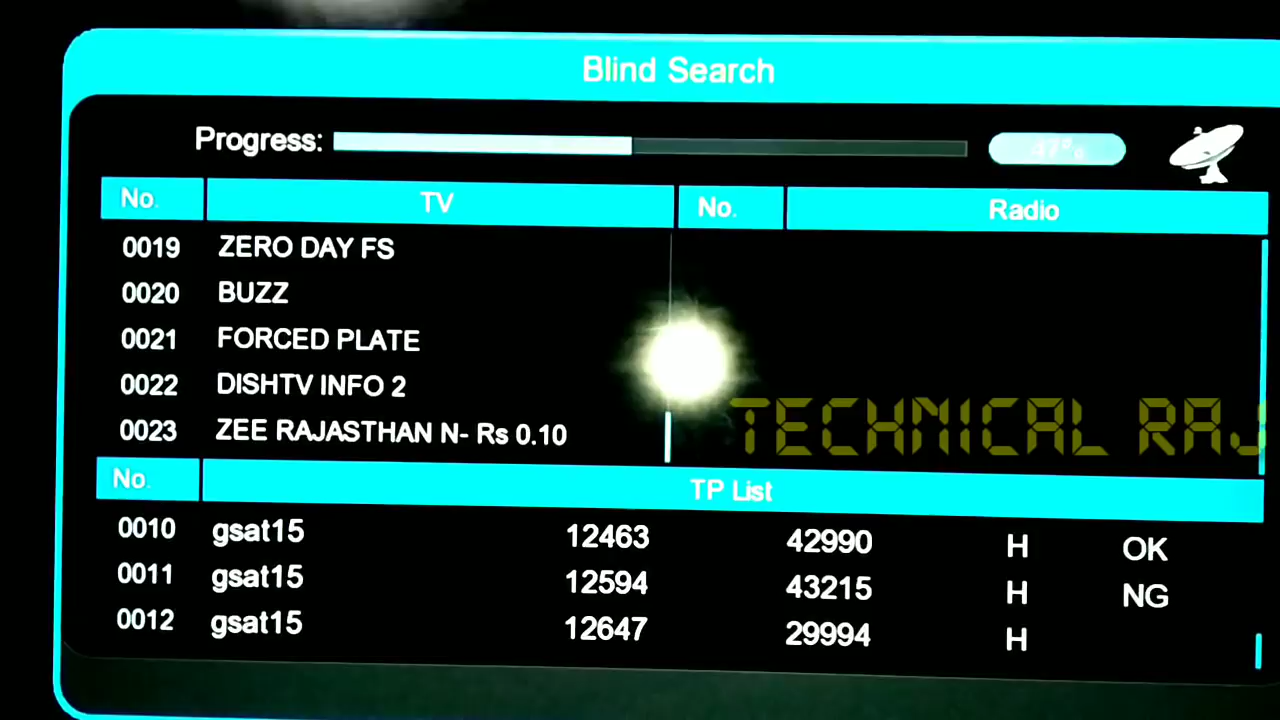 Blind Search
Progress: 47%
No. TV No. Radio
0019 ZERO DAY FS
0020 BUZZ
0021 FORCED PLATE
0022 DISHTV INFO 2
0023 ZEE RAJASTHAN N- Rs 0.10
TECHNICAL RAJ
No. TP List
0010 gsat15 12463 42990 H OK
0011 gsat15 12594 43215 H NG
0012 gsat15 12647 29994 H